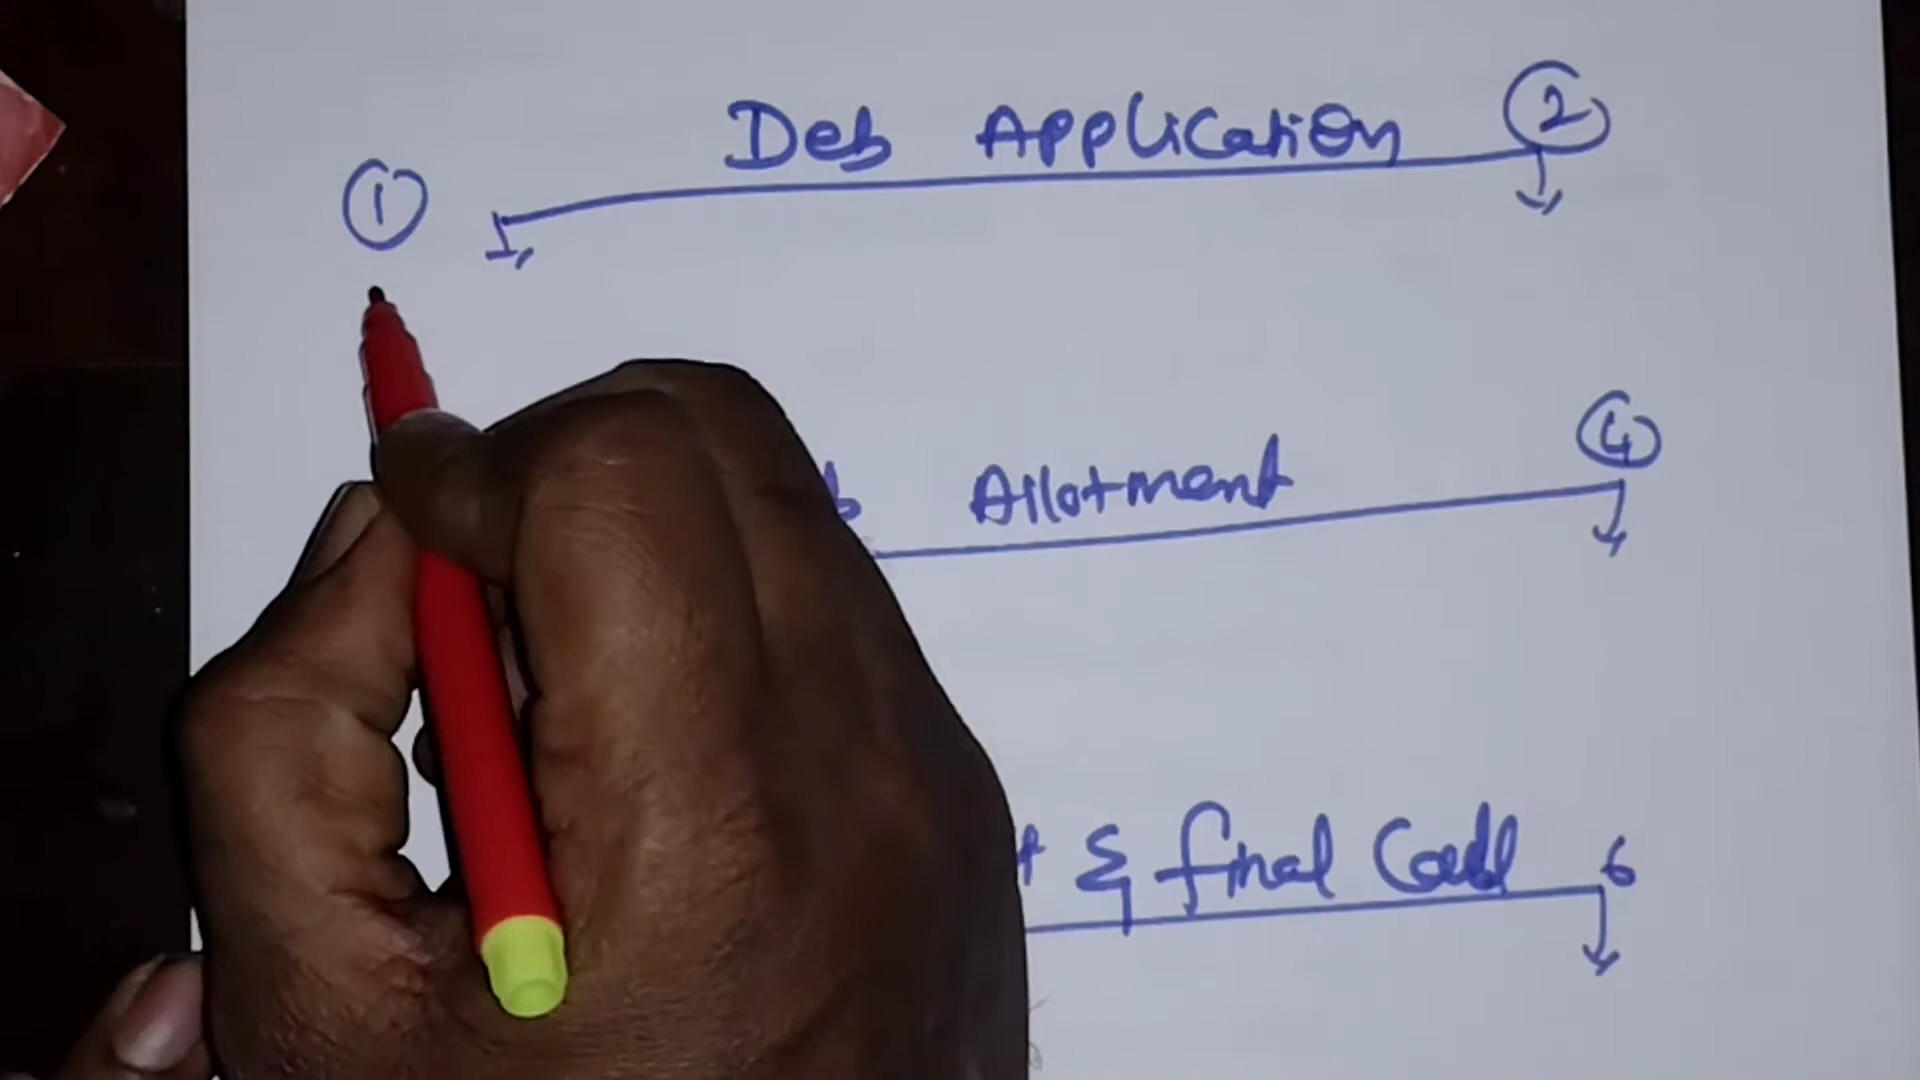 ① Deb Application ②
Allotment ④
& final Call 6